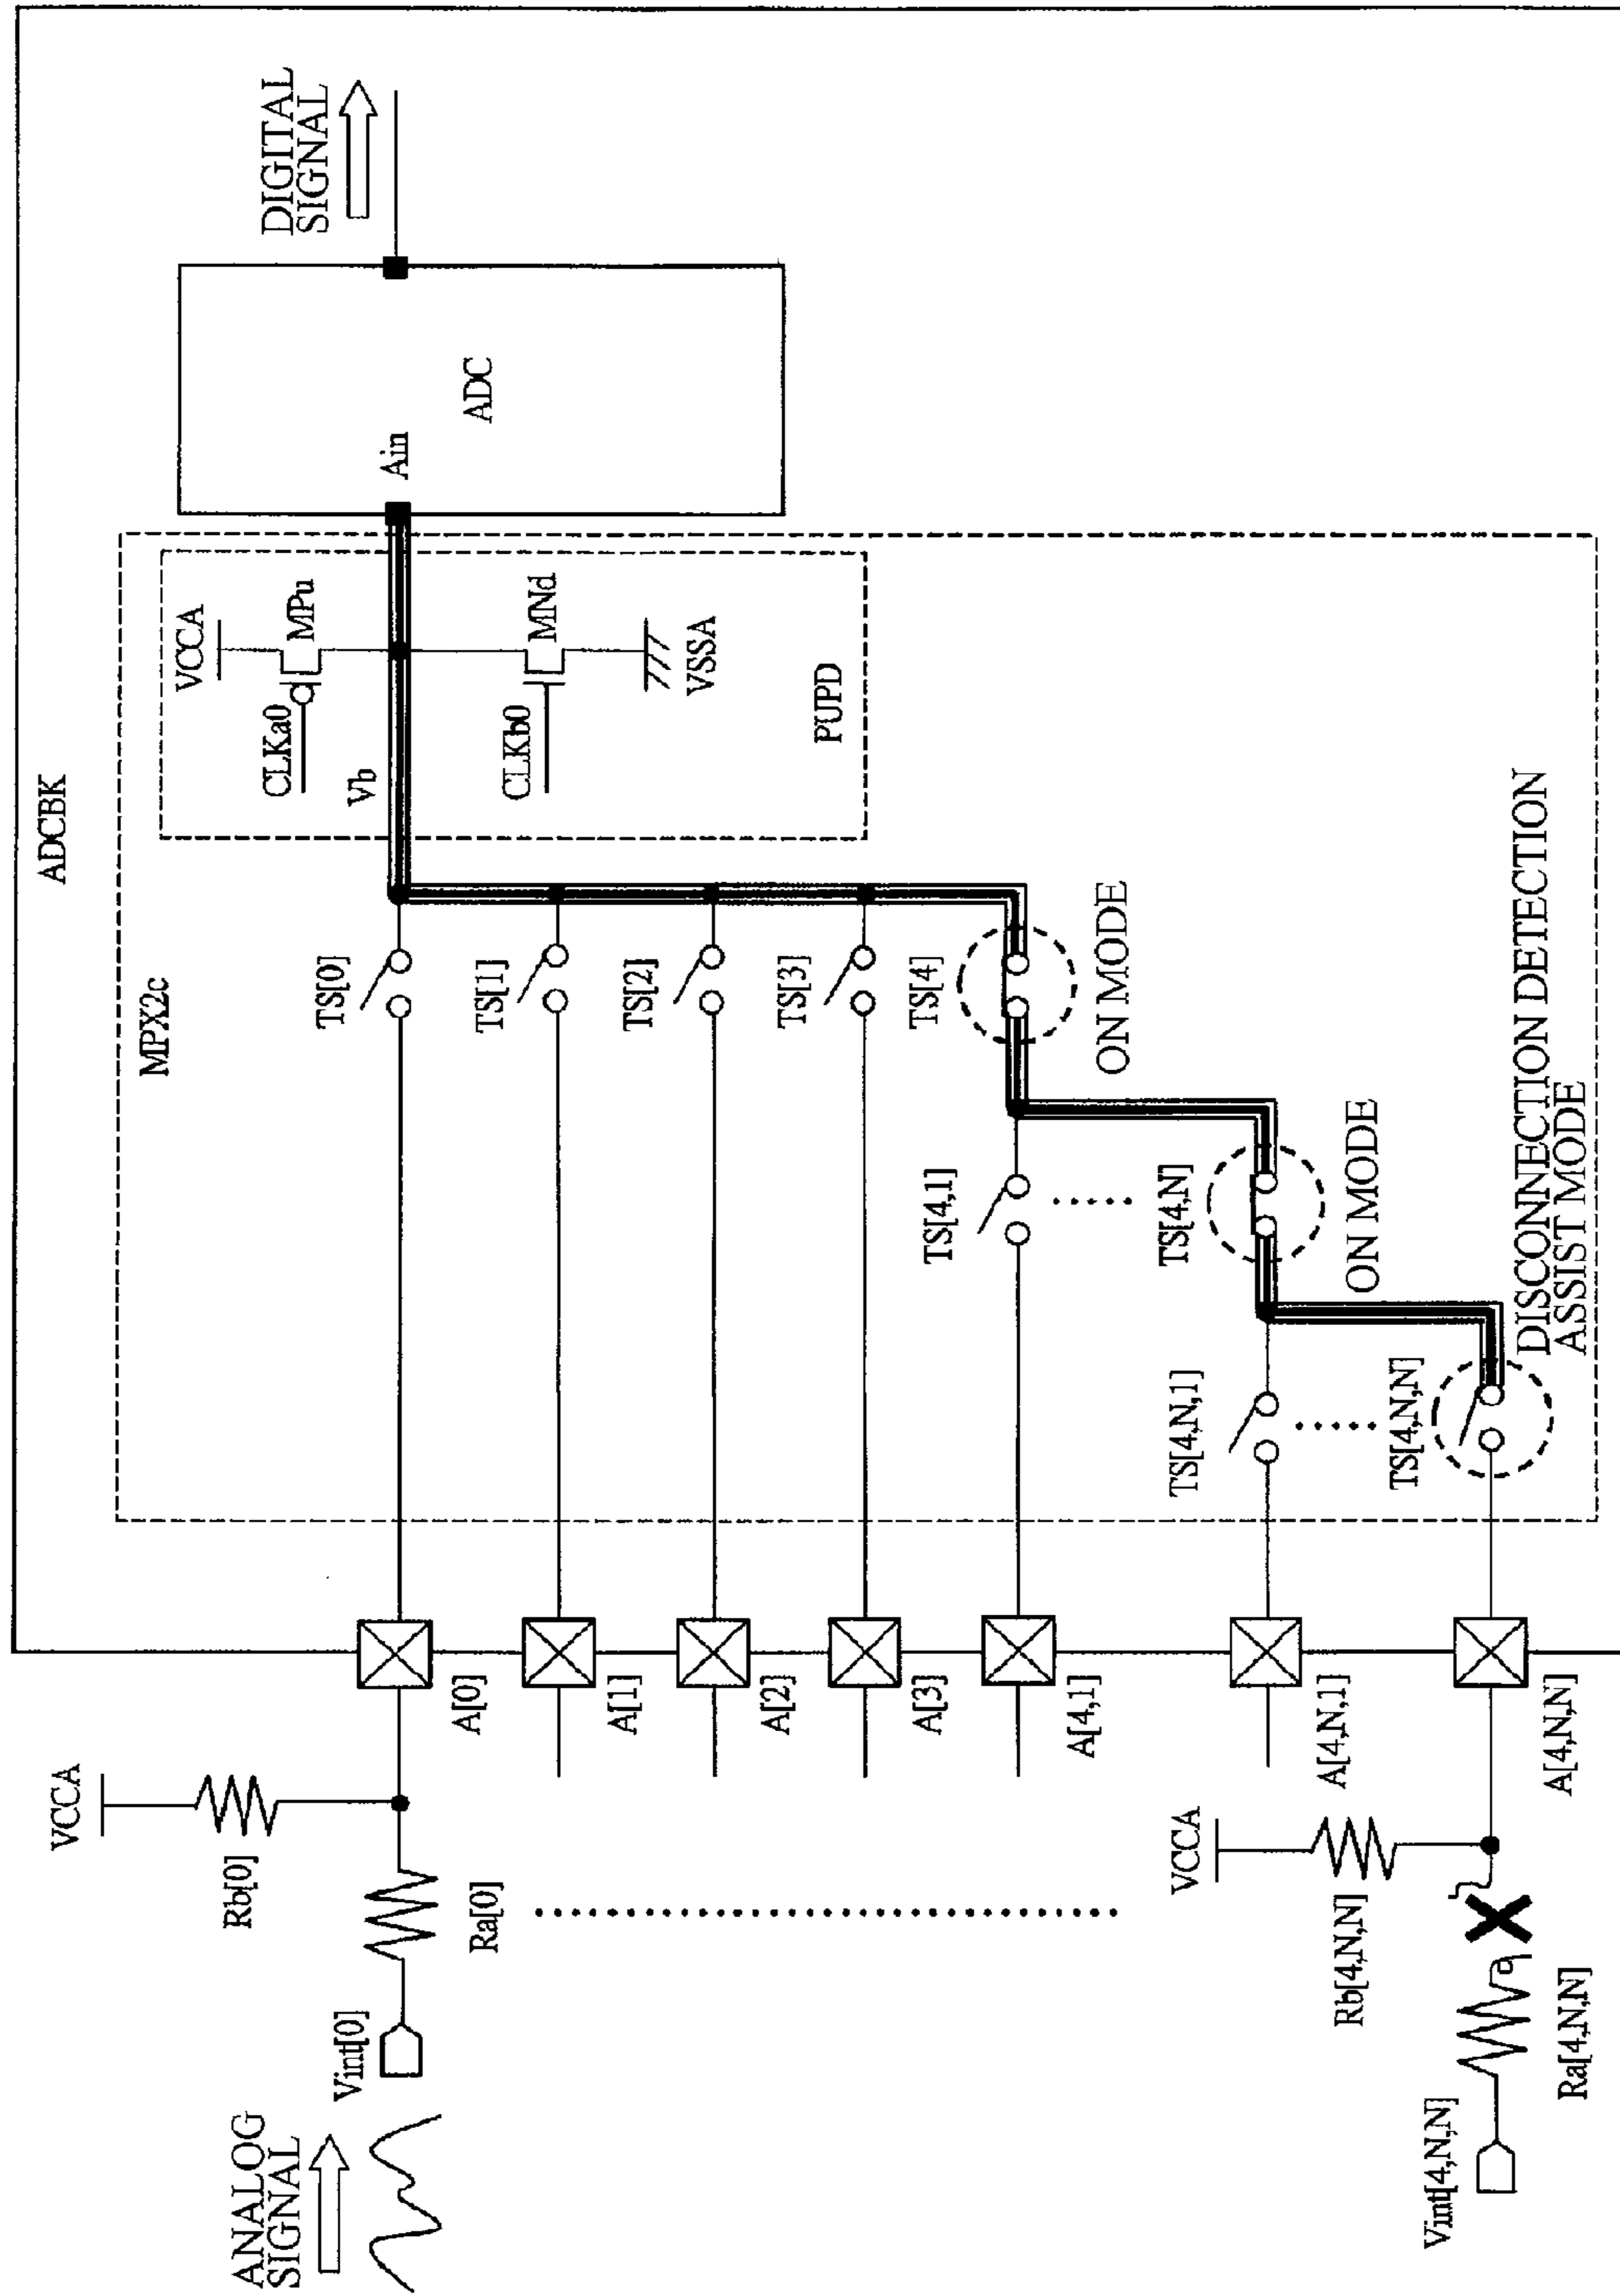 ANALOG
SIGNAL
Vint[0]
Ra[0]
Rb[0]
VCCA
ADCBK
MPX2c
A[0]
A[1]
A[2]
A[3]
A[4,1]
A[4,N,1]
A[4,N,N]
TS[0]
TS[1]
TS[2]
TS[3]
TS[4]
ON MODE
TS[4,1]
TS[4,N]
ON MODE
TS[4,N,1]
TS[4,N,N]
DISCONNECTION DETECTION
ASSIST MODE
VCCA
CLKa0
MPu
Vb
CLKb0
MNd
VSSA
PUPD
Ain
ADC
DIGITAL
SIGNAL
VCCA
Rb[4,N,N]
Vint[4,N,N]
Ra[4,N,N]